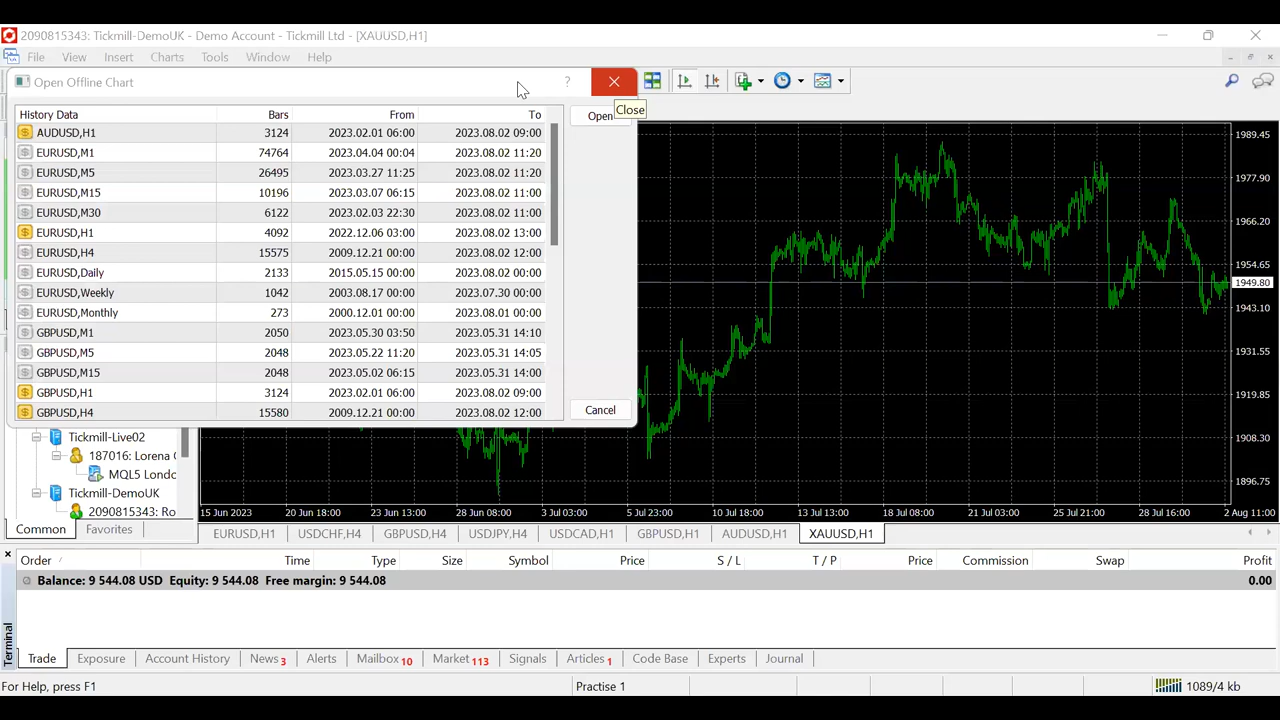 2090815343: Tickmill-DemoUK - Demo Account - Tickmill Ltd - [XAUUSD,H1]
File View Insert Charts Tools Window Help
Open Offline Chart ?
Close
History Data Bars From To Open
AUDUSD,H1 3124 2023.02.01 06:00 2023.08.02 09:00
EURUSD,M1 74764 2023.04.04 00:04 2023.08.02 11:20
EURUSD,M5 26495 2023.03.27 11:25 2023.08.02 11:20
EURUSD,M15 10196 2023.03.07 06:15 2023.08.02 11:00
EURUSD,M30 6122 2023.02.03 22:30 2023.08.02 11:00
EURUSD,H1 4092 2022.12.06 03:00 2023.08.02 13:00
EURUSD,H4 15575 2009.12.21 00:00 2023.08.02 12:00
EURUSD,Daily 2133 2015.05.15 00:00 2023.08.02 00:00
EURUSD,Weekly 1042 2003.08.17 00:00 2023.07.30 00:00
EURUSD,Monthly 273 2000.12.01 00:00 2023.08.01 00:00
GBPUSD,M1 2050 2023.05.30 03:50 2023.05.31 14:10
GBPUSD,M5 2048 2023.05.22 11:20 2023.05.31 14:05
GBPUSD,M15 2048 2023.05.02 06:15 2023.05.31 14:00
GBPUSD,H1 3124 2023.02.01 06:00 2023.08.02 09:00
GBPUSD,H4 15580 2009.12.21 00:00 2023.08.02 12:00
Cancel
1989.45
1977.90
1966.20
1954.65
1949.80
1943.10
1931.55
1919.85
1908.30
1896.75
Tickmill-Live02
187016: Lorena
MQL5 Londo
Tickmill-DemoUK
2090815343: Ro
15 Jun 2023 20 Jun 18:00 23 Jun 13:00 28 Jun 08:00 3 Jul 03:00 5 Jul 23:00 10 Jul 18:00 13 Jul 13:00 18 Jul 08:00 21 Jul 03:00 25 Jul 21:00 28 Jul 16:00 2 Aug 11:00
Common Favorites
EURUSD,H1 USDCHF,H4 GBPUSD,H4 USDJPY,H4 USDCAD,H1 GBPUSD,H1 AUDUSD,H1 XAUUSD,H1
Order / Time Type Size Symbol Price S / L T / P Price Commission Swap Profit
Balance: 9 544.08 USD Equity: 9 544.08 Free margin: 9 544.08 0.00
Terminal
Trade Exposure Account History News 3 Alerts Mailbox 10 Market 113 Signals Articles 1 Code Base Experts Journal
For Help, press F1 Practise 1 1089/4 kb